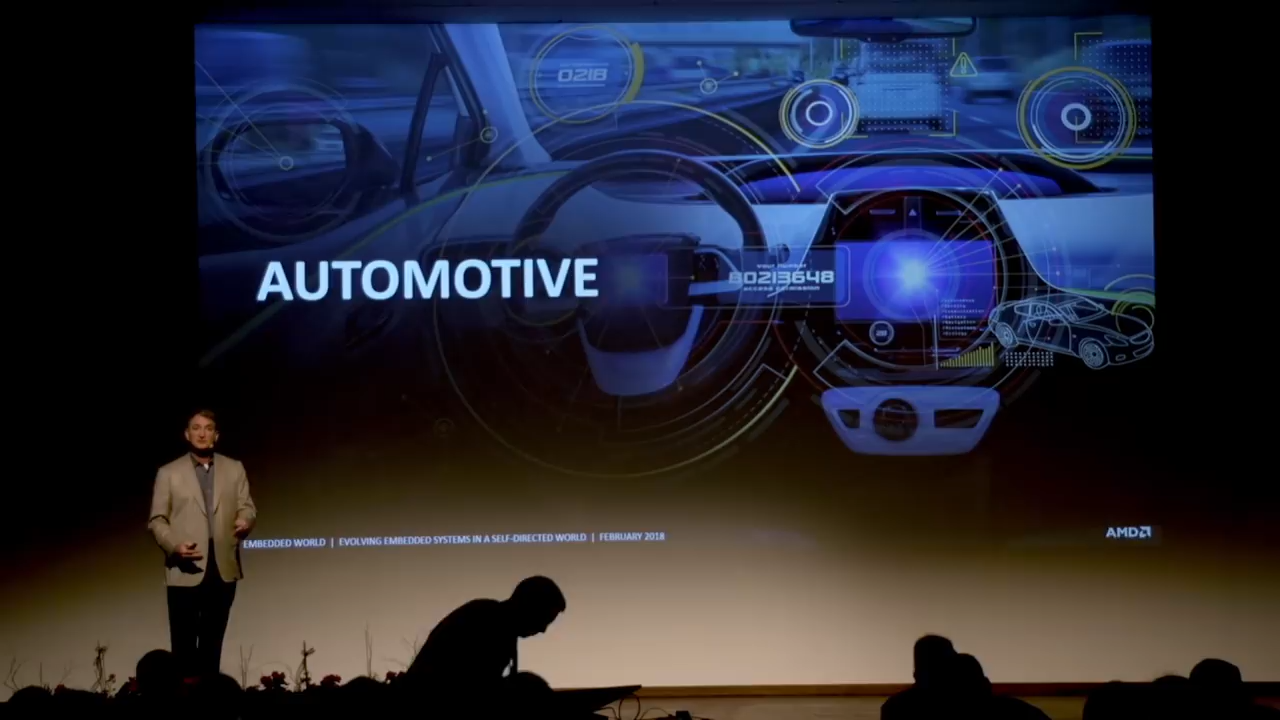 0218
AUTOMOTIVE
80213648
EMBEDDED WORLD | EVOLVING EMBEDDED SYSTEMS IN A SELF-DIRECTED WORLD | FEBRUARY 2018
AMD